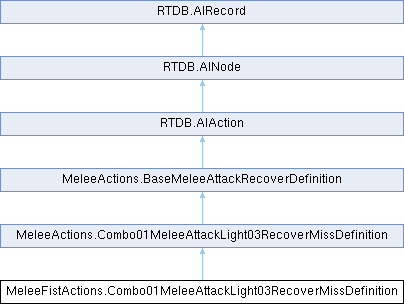 RTDB.AIRecord
RTDB.AINode
RTDB.AIAction
MeleeActions.BaseMeleeAttackRecoverDefinition
MeleeActions.Combo01MeleeAttackLight03RecoverMissDefinition
MeleeFistActions.Combo01MeleeAttackLight03RecoverMissDefinition